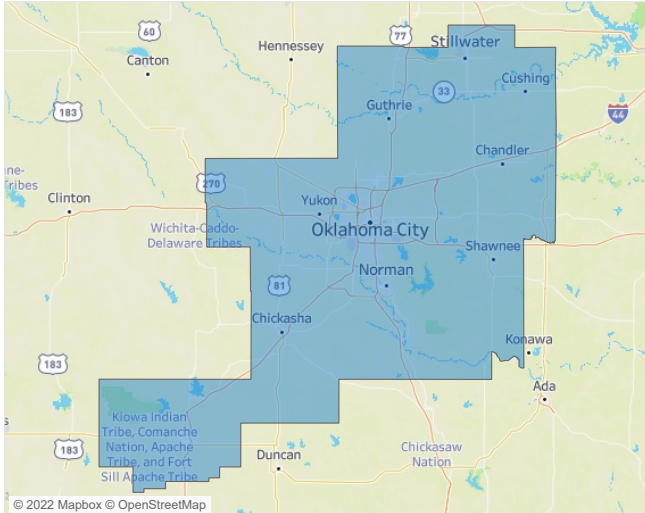 60
77
Stillwater
Hennessey
Canton
Cushing
33
Guthrie
183
44
Chandler
270
Tribes
Clinton
Yukon
Wichita-Caddo-
Delaware Tribes
Oklahoma City
Shawnee
Norman
81
Chickasha
Konawa
183
Ada
Kiowa Indian
Tribe, Comanche
Nation, Apache
Tribe, and Fort
Sill Apache Tribe
183
Duncan
Chickasaw
Nation
© 2022 Mapbox © OpenStreetMap